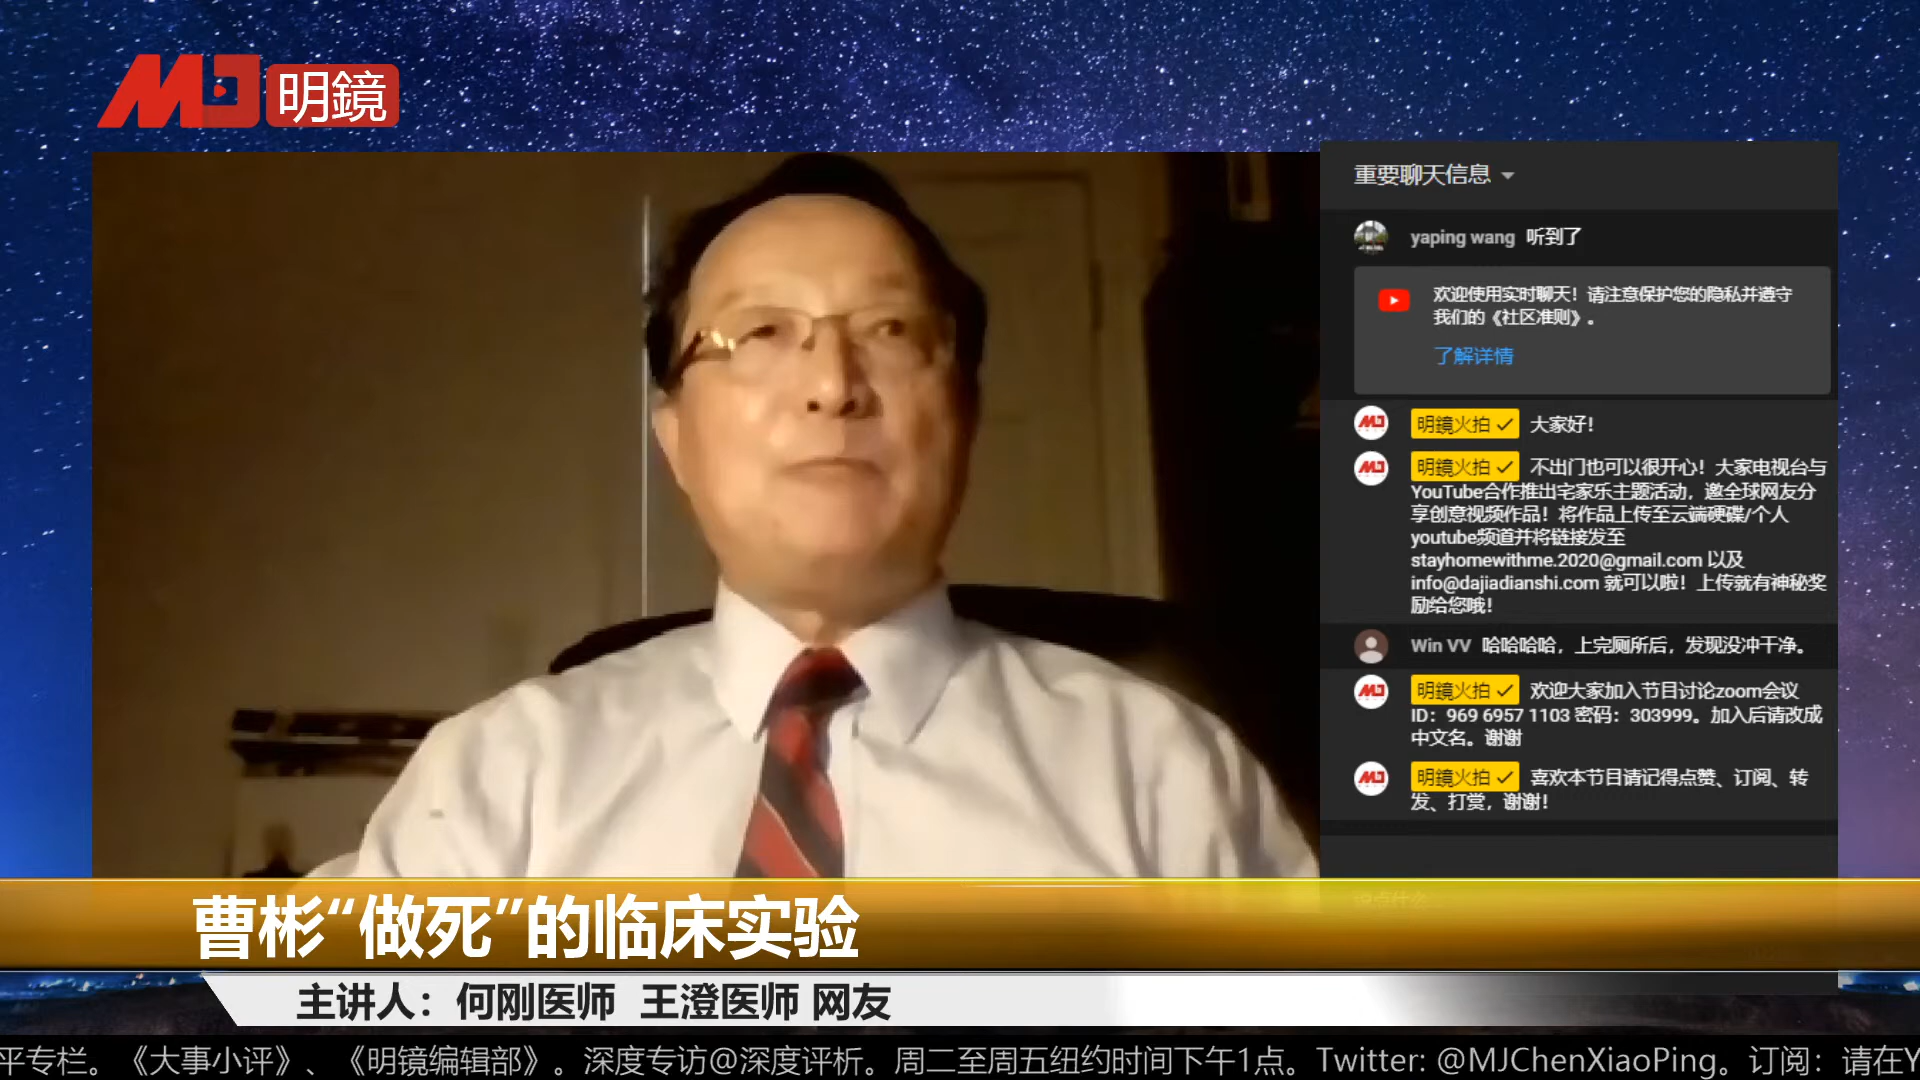 MJ 明鏡
重要聊天信息
yaping wang 听到了
欢迎使用实时聊天！请注意保护您的隐私并遵守
我们的《社区准则》。
了解详情
明鏡火拍 大家好！
明鏡火拍 不出门也可以很开心！大家电视台与
YouTube合作推出宅家乐主题活动，邀全球网友分
享创意视频作品！将作品上传至云端硬碟/个人
youtube频道并将链接发至
stayhomewithme.2020@gmail.com 以及
info@dajiadianshi.com 就可以啦！上传就有神秘奖
励给您哦！
Win VV 哈哈哈哈，上完厕所后，发现没冲干净。
明鏡火拍 欢迎大家加入节目讨论zoom会议
ID：969 6957 1103 密码：303999。加入后请改成
中文名。谢谢
明鏡火拍 喜欢本节目请记得点赞、订阅、转
发、打赏，谢谢！
说点什么...
曹彬“做死”的临床实验
主讲人：何刚医师 王澄医师 网友
平专栏。《大事小评》、《明镜编辑部》。深度专访@深度评析。周二至周五纽约时间下午1点。Twitter: @MJChenXiaoPing。订阅：请在Y